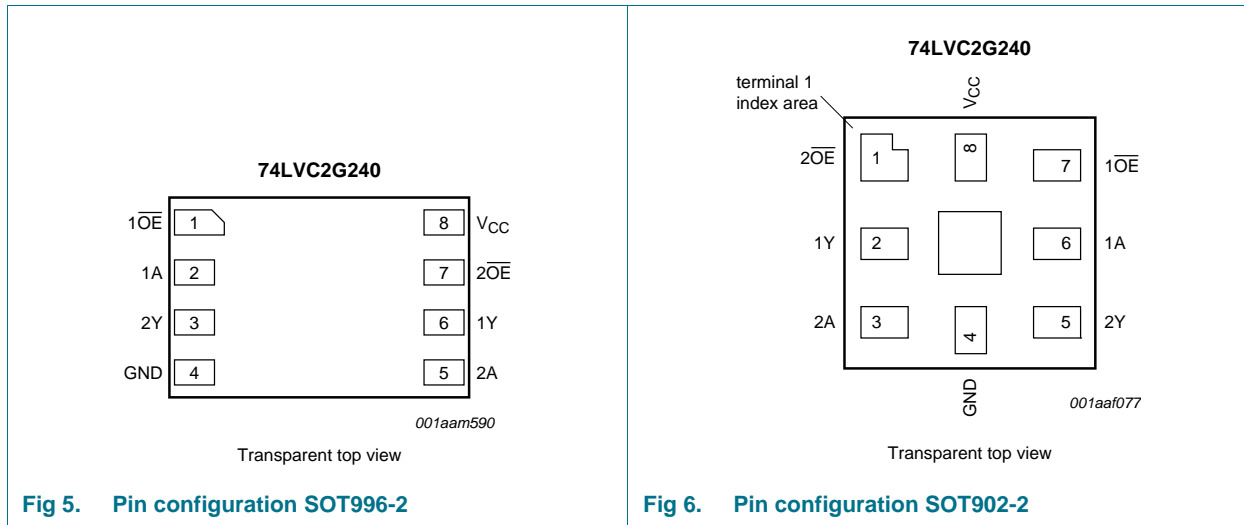 74LVC2G240
1OE 1
8 VCC
1A 2
7 2OE
2Y 3
6 1Y
GND 4
5 2A
001aam590
Transparent top view
Fig 5. Pin configuration SOT996-2
74LVC2G240
terminal 1
index area
VCC
2OE 1
8
7 1OE
1Y 2
6 1A
2A 3
4
5 2Y
GND
001aaf077
Transparent top view
Fig 6. Pin configuration SOT902-2